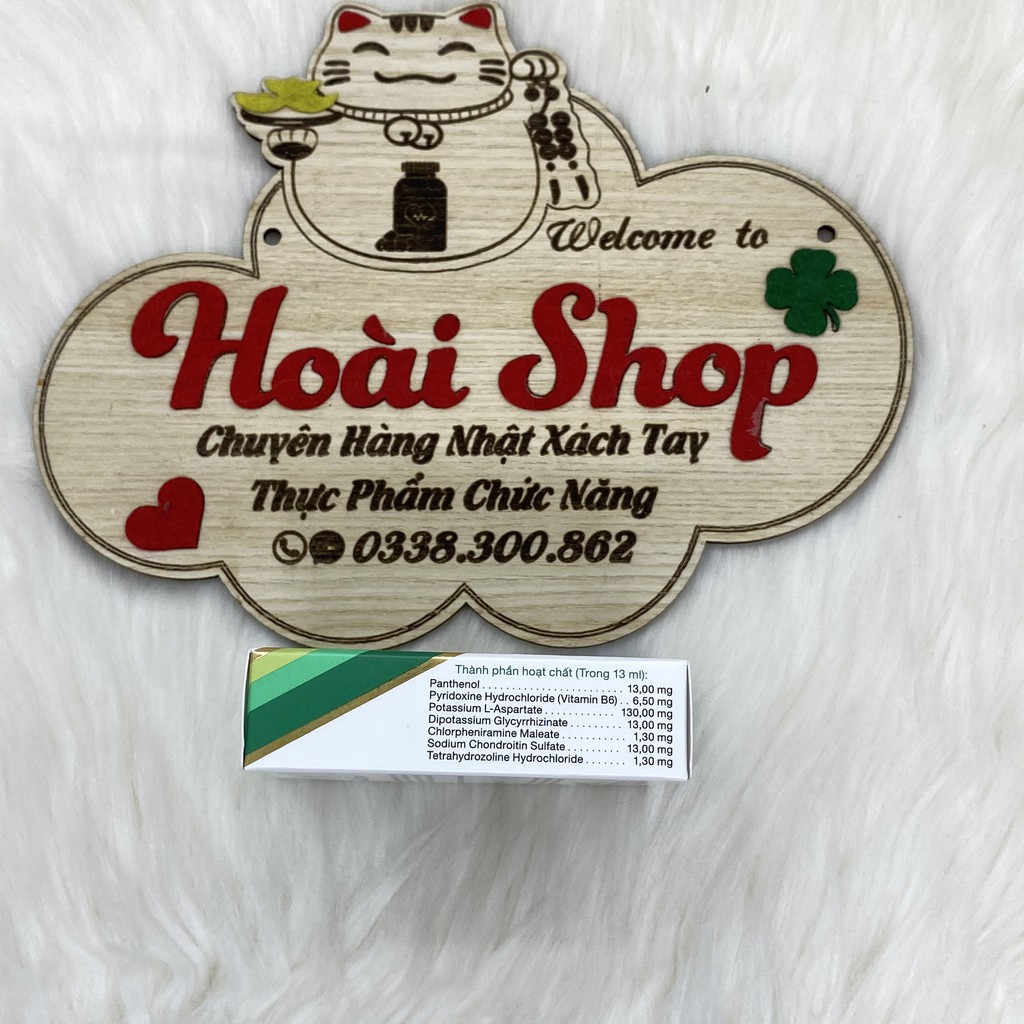 Welcome to
Hoài Shop
Chuyên Hàng Nhật Xách Tay
Thực Phẩm Chức Năng
0338.300.862
Thành phần hoạt chất (Trong 13 ml):
Panthenol . . . . . . . . . . . . . . . . . . . . . . . 13,00 mg
Pyridoxine Hydrochloride (Vitamin B6) . . 6,50 mg
Potassium L-Aspartate . . . . . . . . . . . 130,00 mg
Dipotassium Glycyrrhizinate . . . . . . . . . 13,00 mg
Chlorpheniramine Maleate . . . . . . . . . . . 1,30 mg
Sodium Chondroitin Sulfate . . . . . . . . . 13,00 mg
Tetrahydrozoline Hydrochloride . . . . . . . 1,30 mg